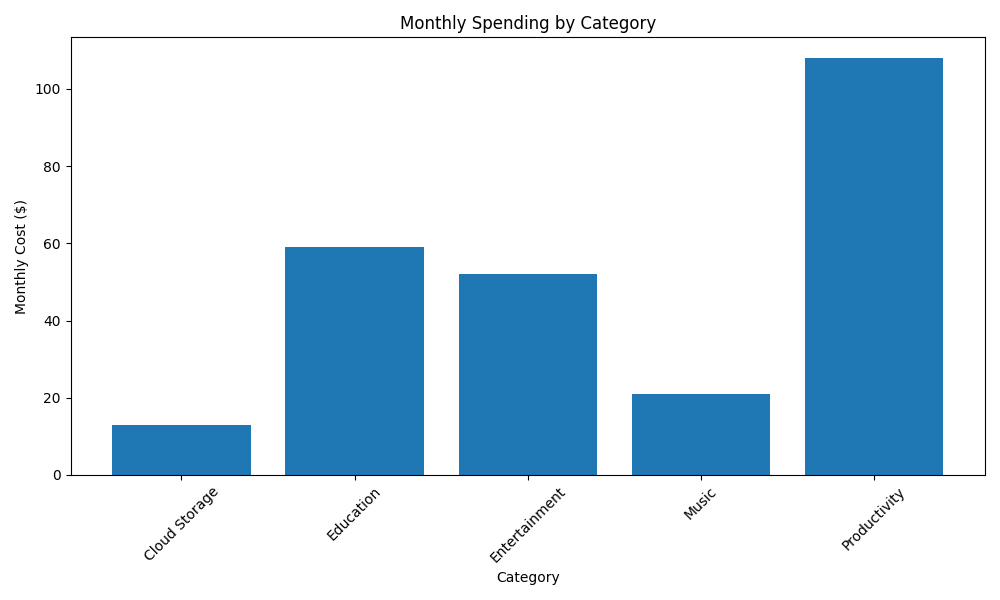 Monthly Spending by Category
Monthly Cost ($)
100
80
60
40
20
0
Cloud Storage
Education
Entertainment
Music
Productivity
Category